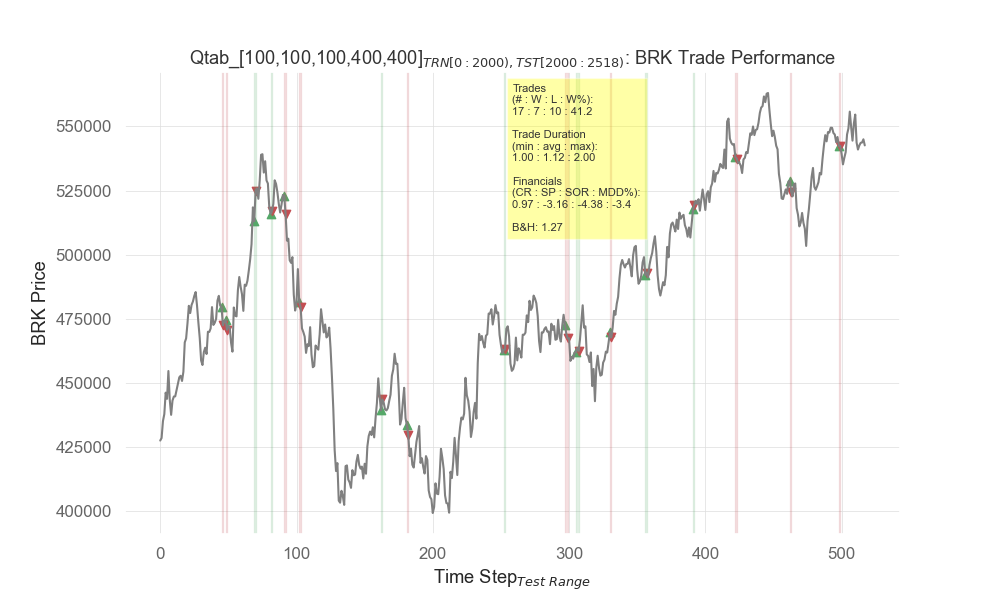 Qtab_[100,100,100,400,400]TRN[0:2000),TST[2000:2518): BRK Trade Performance
Trades
(# : W : L : W%):
17 : 7 : 10 : 41.2
Trade Duration
(min : avg : max):
1.00 : 1.12 : 2.00
Financials
(CR : SP : SOR : MDD%):
0.97 : -3.16 : -4.38 : -3.4
B&H: 1.27
BRK Price
550000
525000
500000
475000
450000
425000
400000
0 100 200 300 400 500
Time StepTest Range